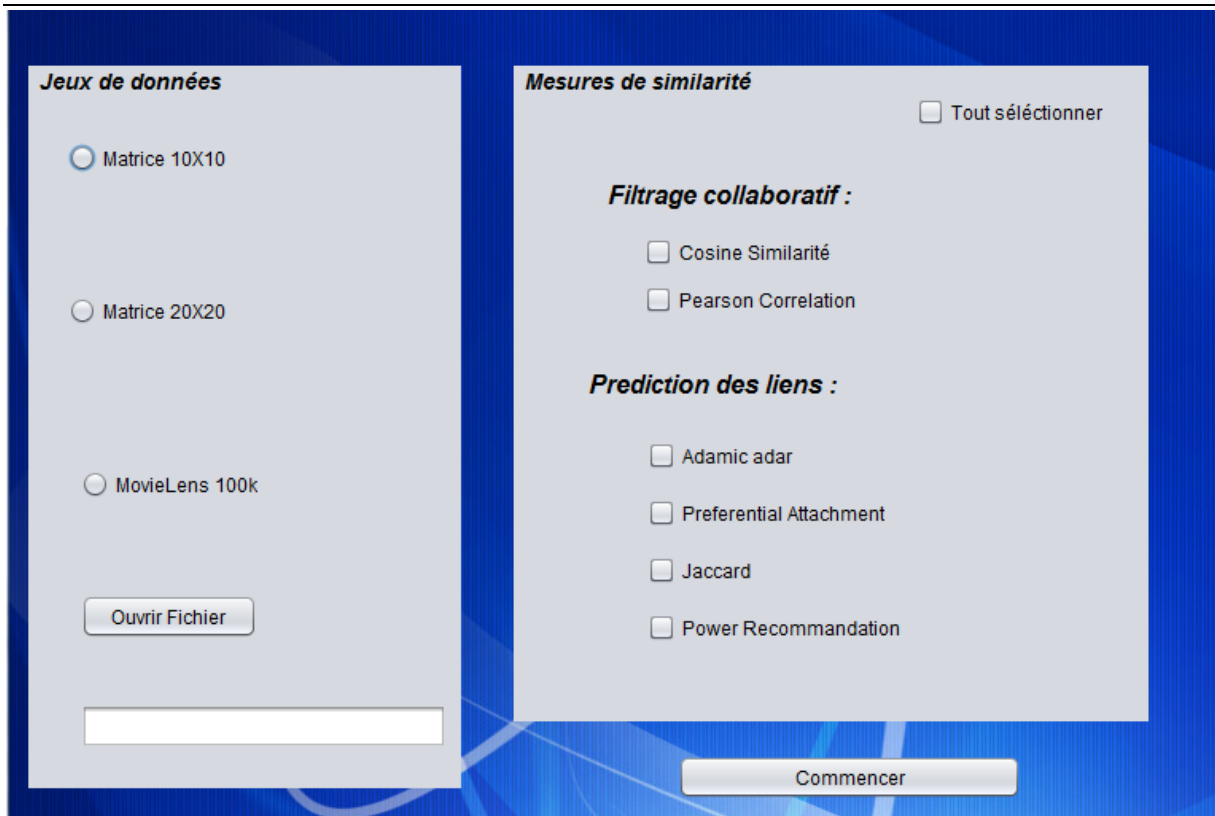 Jeux de données
Matrice 10X10
Matrice 20X20
MovieLens 100k
Ouvrir Fichier
Mesures de similarité
Tout séléctionner
Filtrage collaboratif :
Cosine Similarité
Pearson Correlation
Prediction des liens :
Adamic adar
Preferential Attachment
Jaccard
Power Recommandation
Commencer